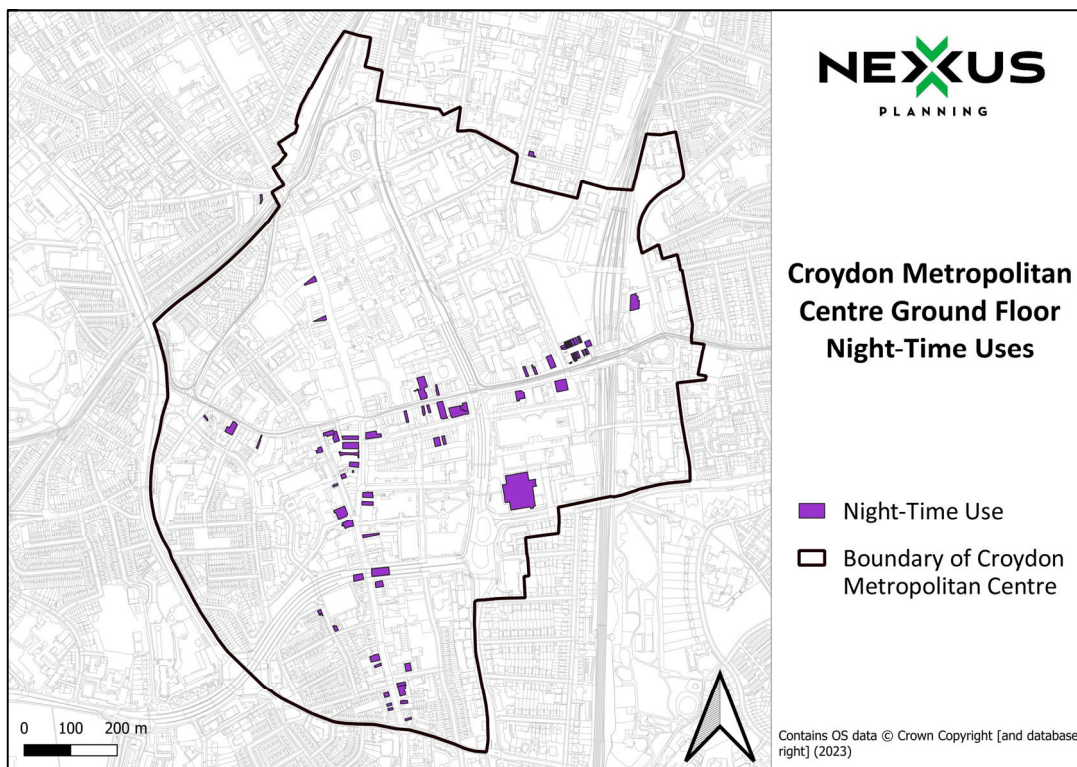 NEXUS
PLANNING
Croydon Metropolitan
Centre Ground Floor
Night-Time Uses
Night-Time Use
Boundary of Croydon
Metropolitan Centre
0 100 200 m
Contains OS data © Crown Copyright [and database
right] (2023)